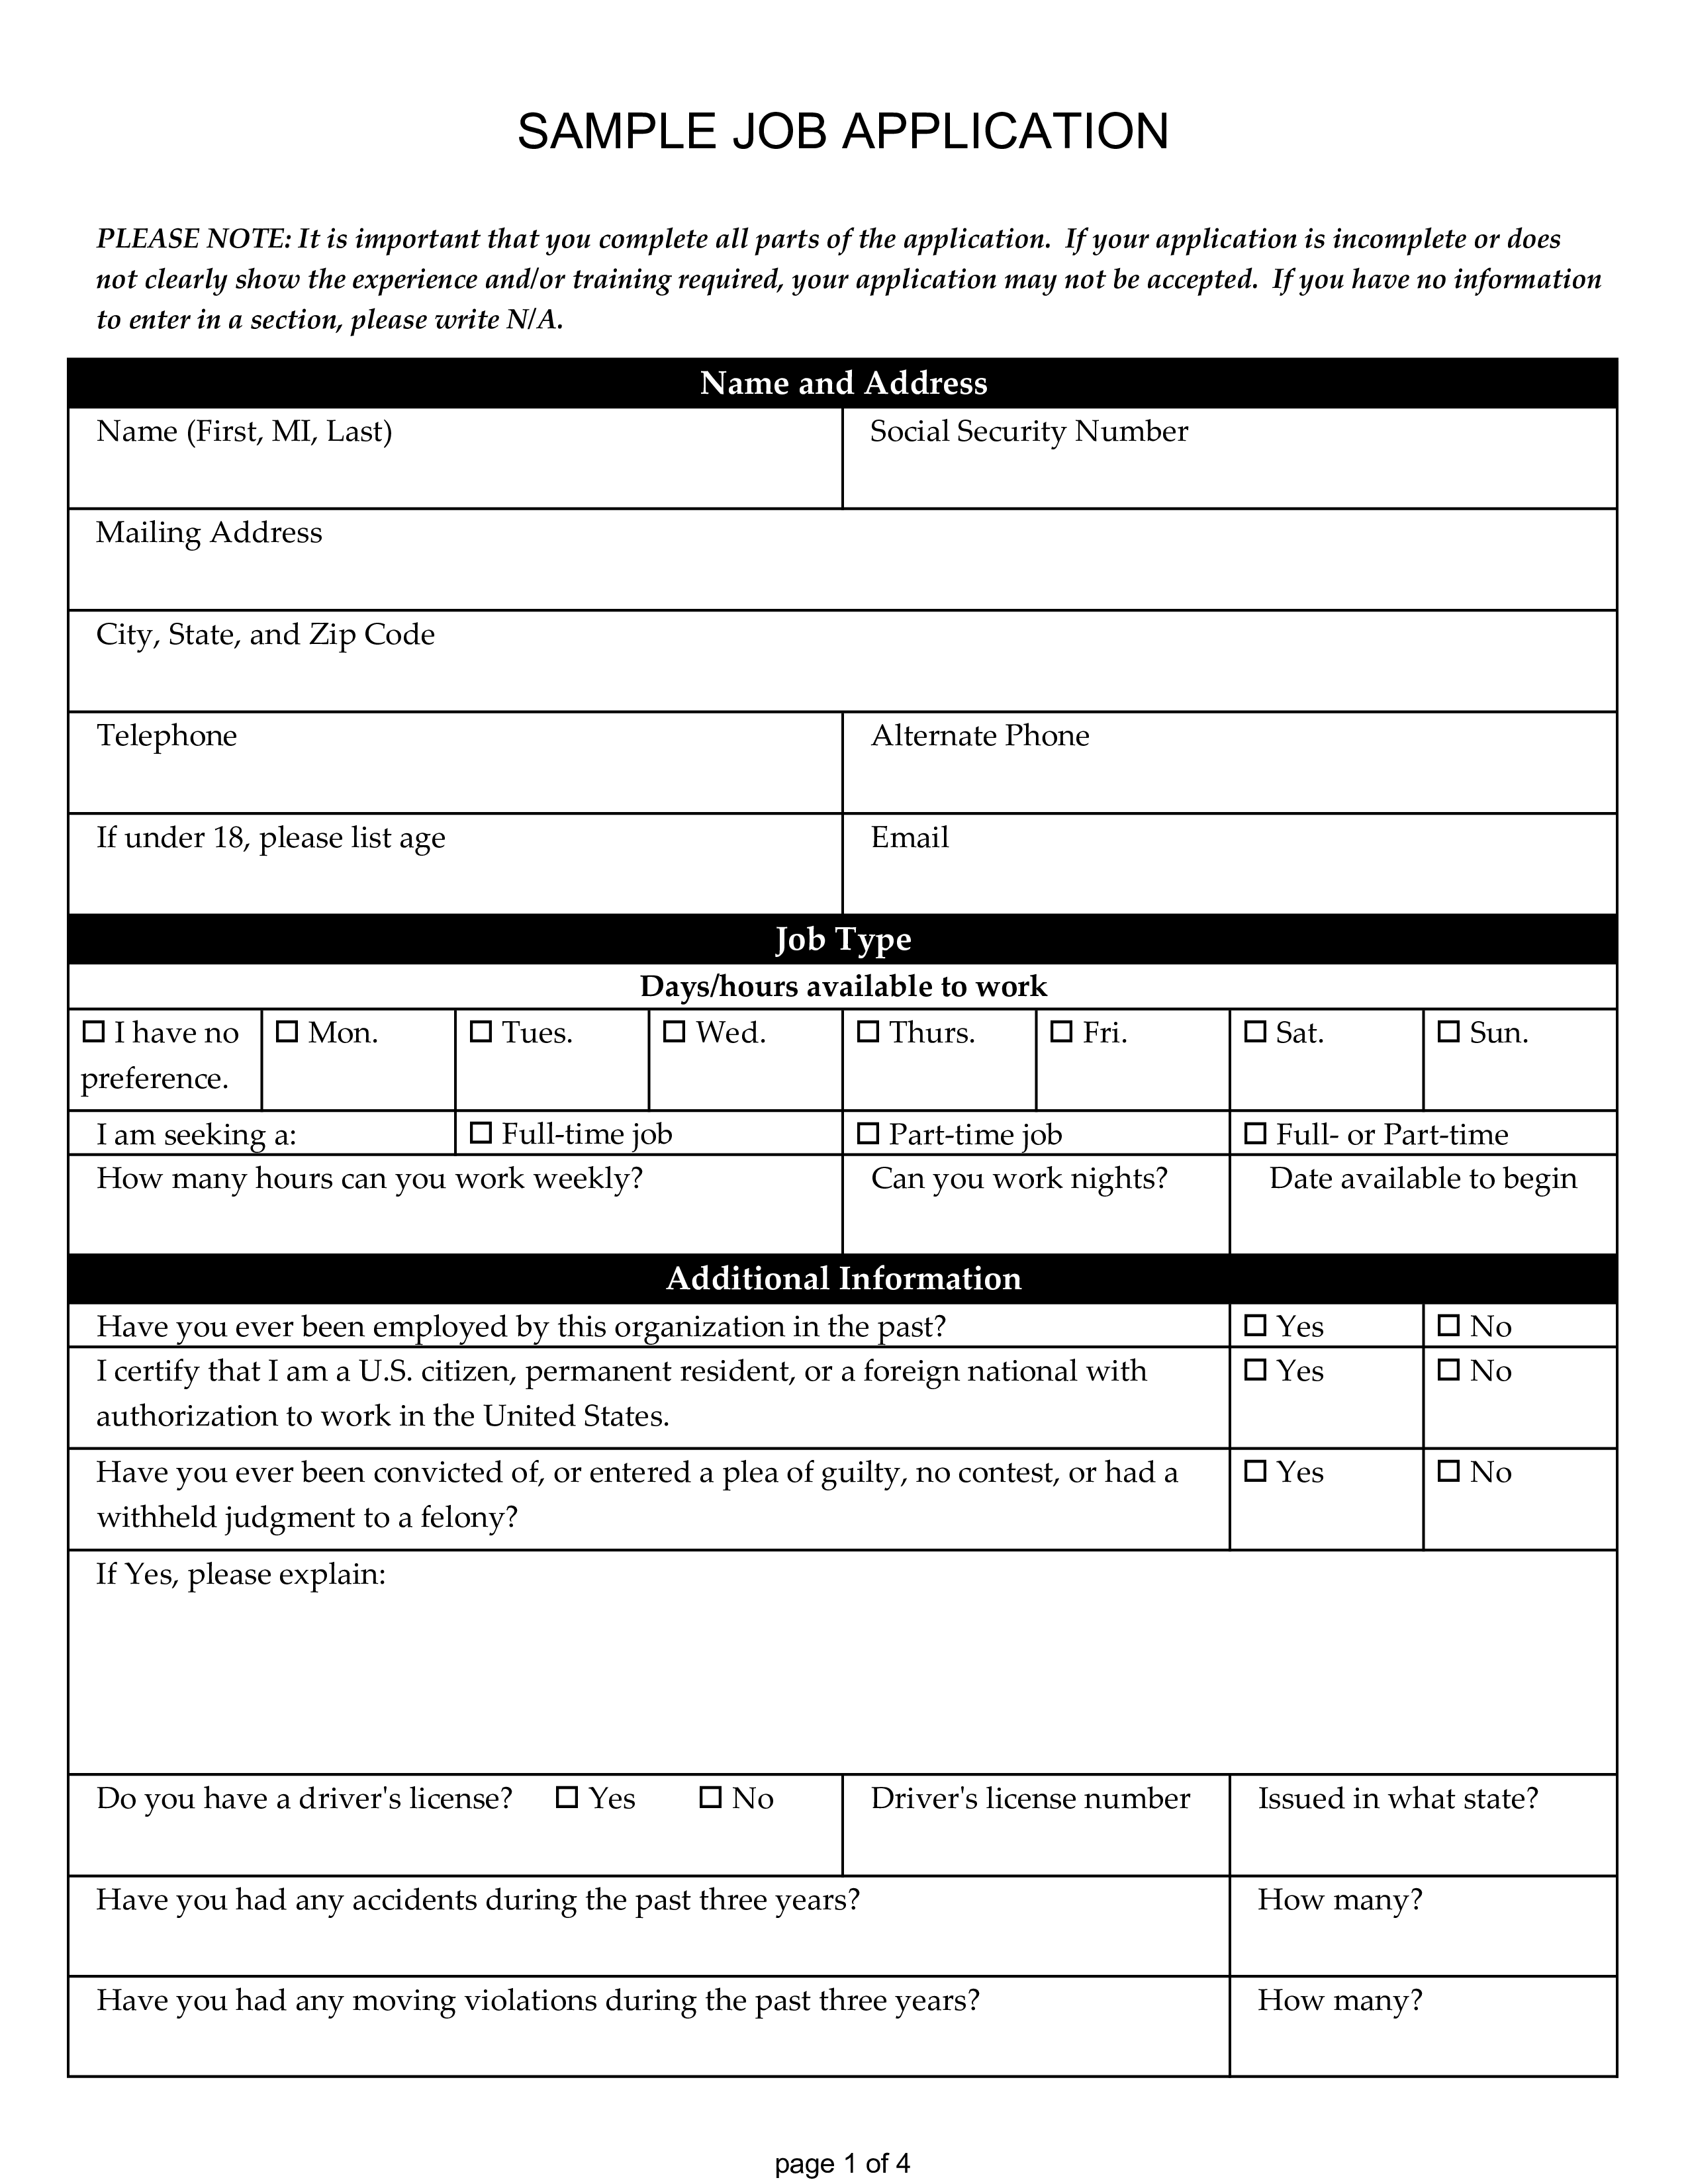 SAMPLE JOB APPLICATION
PLEASE NOTE: It is important that you complete all parts of the application.  If your application is incomplete or does
not clearly show the experience and/or training required, your application may not be accepted.  If you have no information
to enter in a section, please write N/A.
Name and Address
Name (First, MI, Last) Social Security Number
Mailing Address
City, State, and Zip Code
Telephone Alternate Phone
If under 18, please list age Email
Job Type
Days/hours available to work
☐ I have no ☐ Mon. ☐ Tues. ☐ Wed. ☐ Thurs. ☐ Fri. ☐ Sat. ☐ Sun.
preference.
I am seeking a: ☐ Full-time job ☐ Part-time job ☐ Full- or Part-time
How many hours can you work weekly? Can you work nights? Date available to begin
Additional Information
Have you ever been employed by this organization in the past? ☐ Yes ☐ No
I certify that I am a U.S. citizen, permanent resident, or a foreign national with ☐ Yes ☐ No
authorization to work in the United States.
Have you ever been convicted of, or entered a plea of guilty, no contest, or had a ☐ Yes ☐ No
withheld judgment to a felony?
If Yes, please explain:
Do you have a driver's license? ☐ Yes ☐ No Driver's license number Issued in what state?
Have you had any accidents during the past three years? How many?
Have you had any moving violations during the past three years? How many?
page 1 of 4